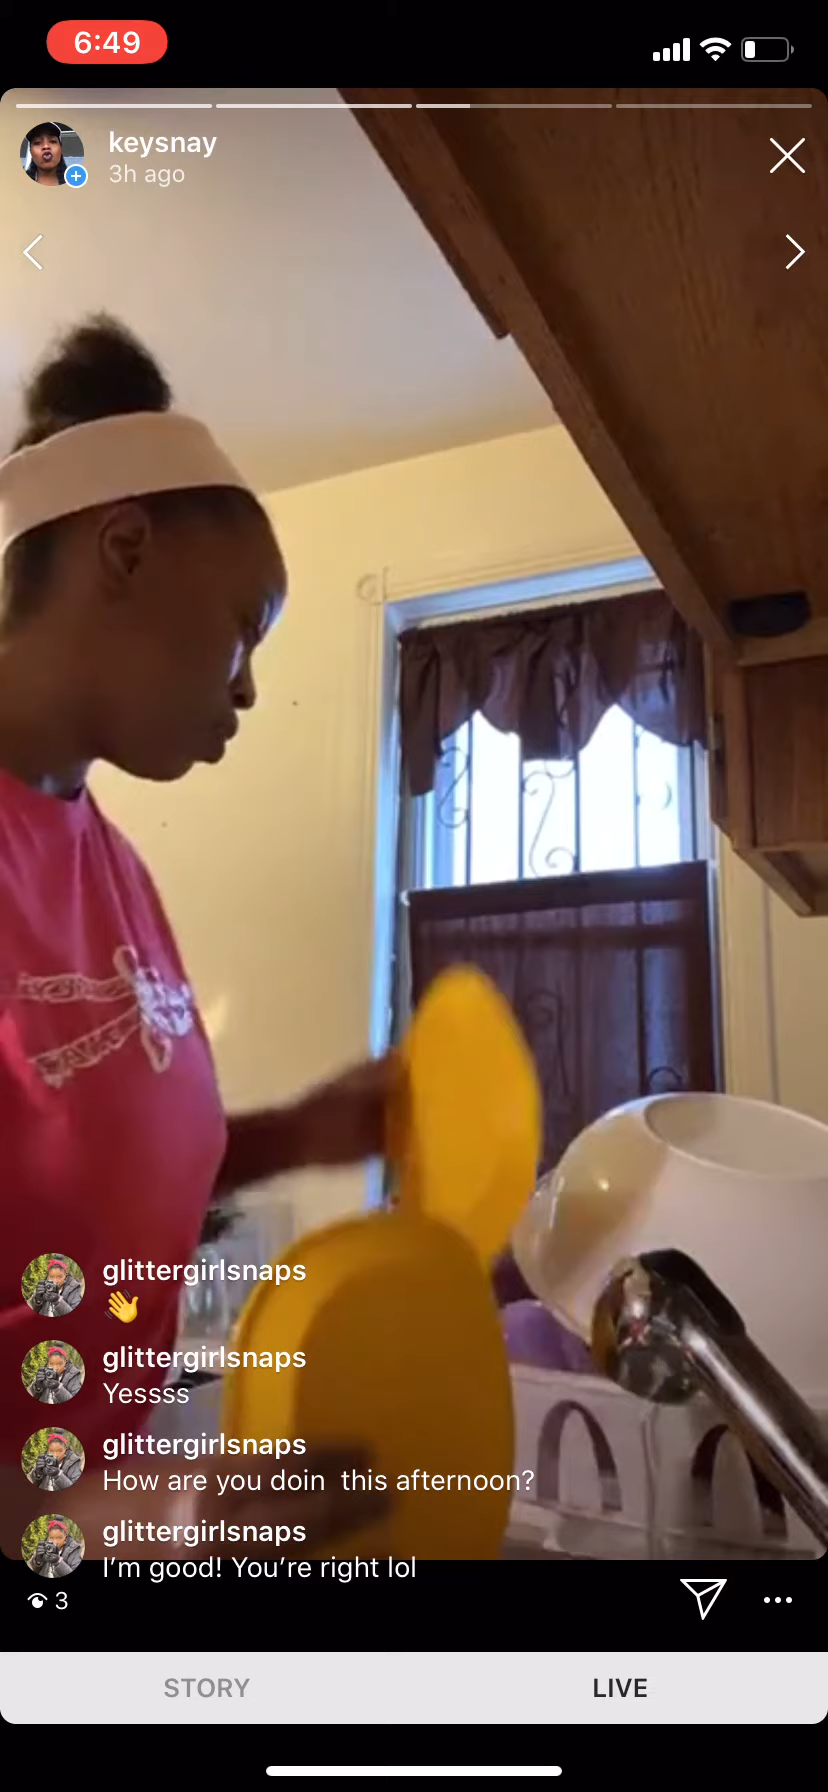 6:49
keysnay
3h ago
glittergirlsnaps
👋
glittergirlsnaps
Yessss
glittergirlsnaps
How are you doin  this afternoon?
glittergirlsnaps
I'm good! You're right lol
3
STORY
LIVE